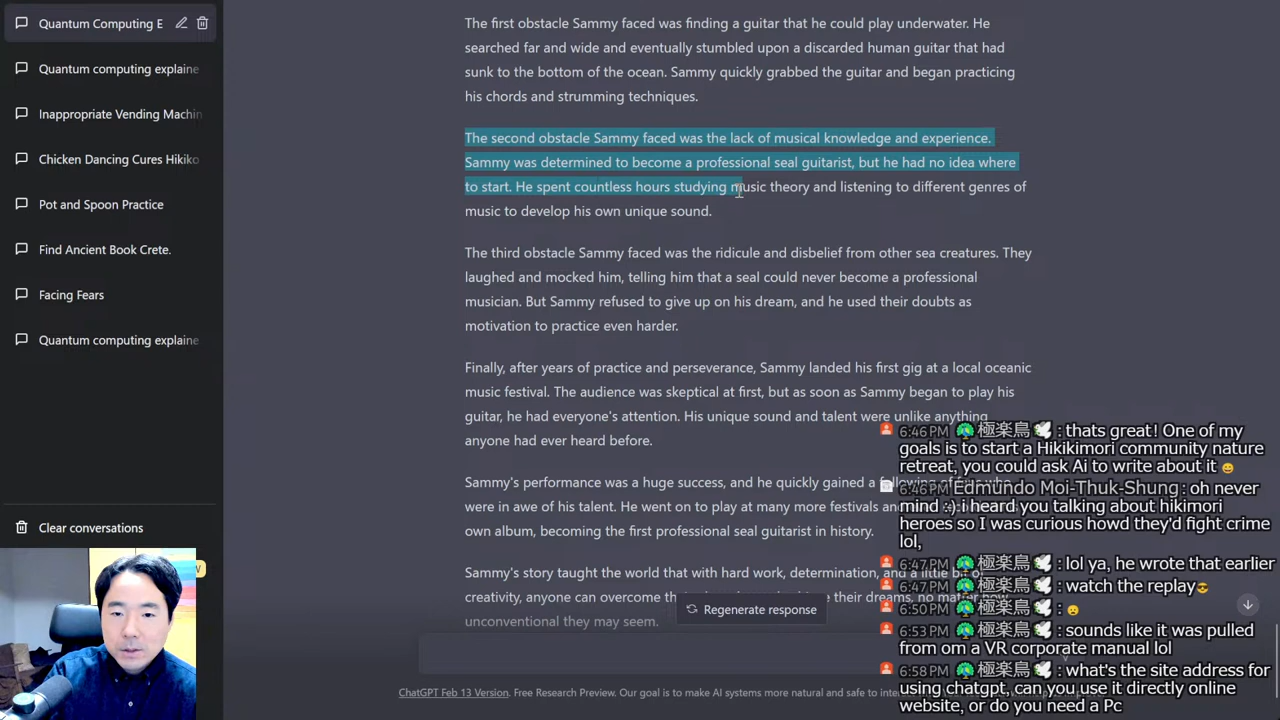 Quantum Computing E
Quantum computing explaine
Inappropriate Vending Machin
Chicken Dancing Cures Hikiko
Pot and Spoon Practice
Find Ancient Book Crete.
Facing Fears
Quantum computing explaine
Clear conversations
The first obstacle Sammy faced was finding a guitar that he could play underwater. He
searched far and wide and eventually stumbled upon a discarded human guitar that had
sunk to the bottom of the ocean. Sammy quickly grabbed the guitar and began practicing
his chords and strumming techniques.
The second obstacle Sammy faced was the lack of musical knowledge and experience.
Sammy was determined to become a professional seal guitarist, but he had no idea where
to start. He spent countless hours studying music theory and listening to different genres of
music to develop his own unique sound.
The third obstacle Sammy faced was the ridicule and disbelief from other sea creatures. They
laughed and mocked him, telling him that a seal could never become a professional
musician. But Sammy refused to give up on his dream, and he used their doubts as
motivation to practice even harder.
Finally, after years of practice and perseverance, Sammy landed his first gig at a local oceanic
music festival. The audience was skeptical at first, but as soon as Sammy began to play his
guitar, he had everyone's attention. His unique sound and talent were unlike anything
anyone had ever heard before.
Sammy's performance was a huge success, and he quickly gained a
were in awe of his talent. He went on to play at many more festivals and
own album, becoming the first professional seal guitarist in history.
Sammy's story taught the world that with hard work, determination, and a little bit of
creativity, anyone can overcome their dreams, no matter how
unconventional they may seem.
Regenerate response
ChatGPT Feb 13 Version. Free Research Preview. Our goal is to make AI systems more natural and safe to
6:46 PM 極楽鳥 : thats great! One of my
goals is to start a Hikikimori community nature
retreat, you could ask Ai to write about it
6:46 PM Edmundo Moi-Thuk-Shung : oh never
mind :) i heard you talking about hikimori
heroes so I was curious howd they'd fight crime
lol,
6:47 PM 極楽鳥 : lol ya, he wrote that earlier
6:47 PM 極楽鳥 : watch the replay
6:50 PM 極楽鳥 :
6:53 PM 極楽鳥 : sounds like it was pulled
from om a VR corporate manual lol
6:58 PM 極楽鳥 : what's the site address for
using chatgpt, can you use it directly online
website, or do you need a Pc